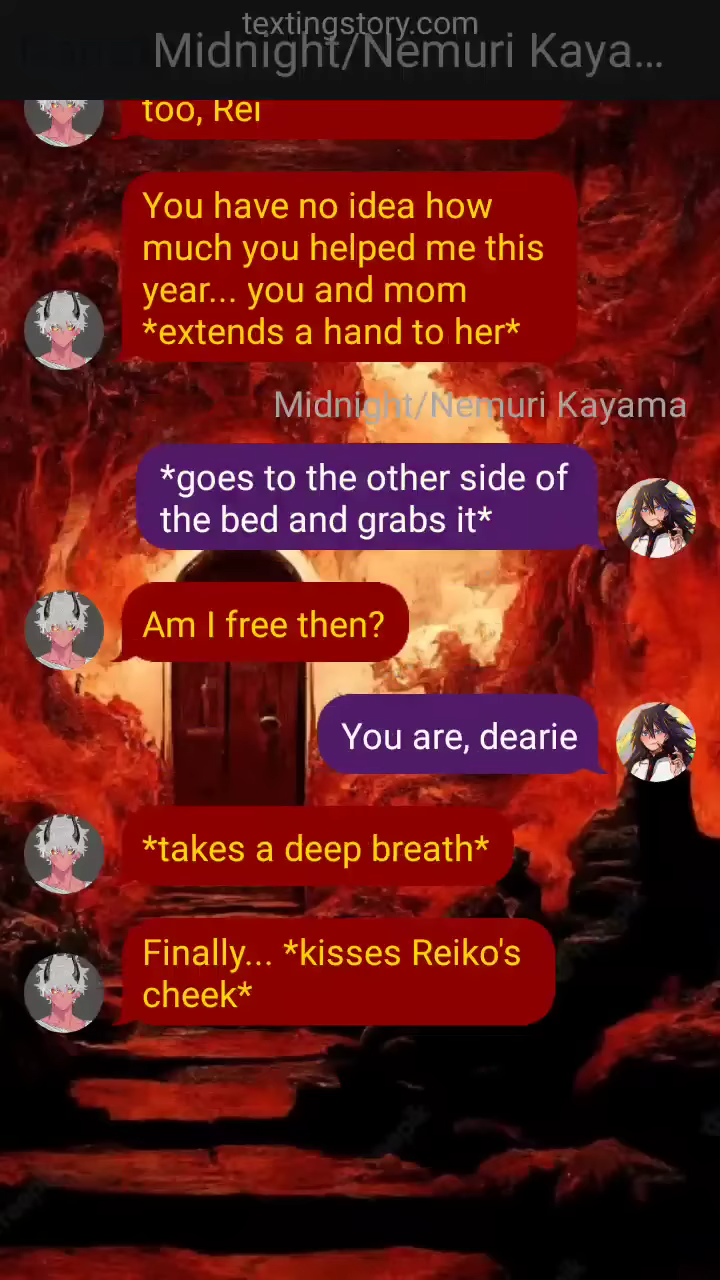 textingstory.com
Midnight/Nemuri Kaya...
too, Rei
You have no idea how
much you helped me this
year... you and mom
*extends a hand to her*
Midnight/Nemuri Kayama
*goes to the other side of
the bed and grabs it*
Am I free then?
You are, dearie
*takes a deep breath*
Finally... *kisses Reiko's
cheek*